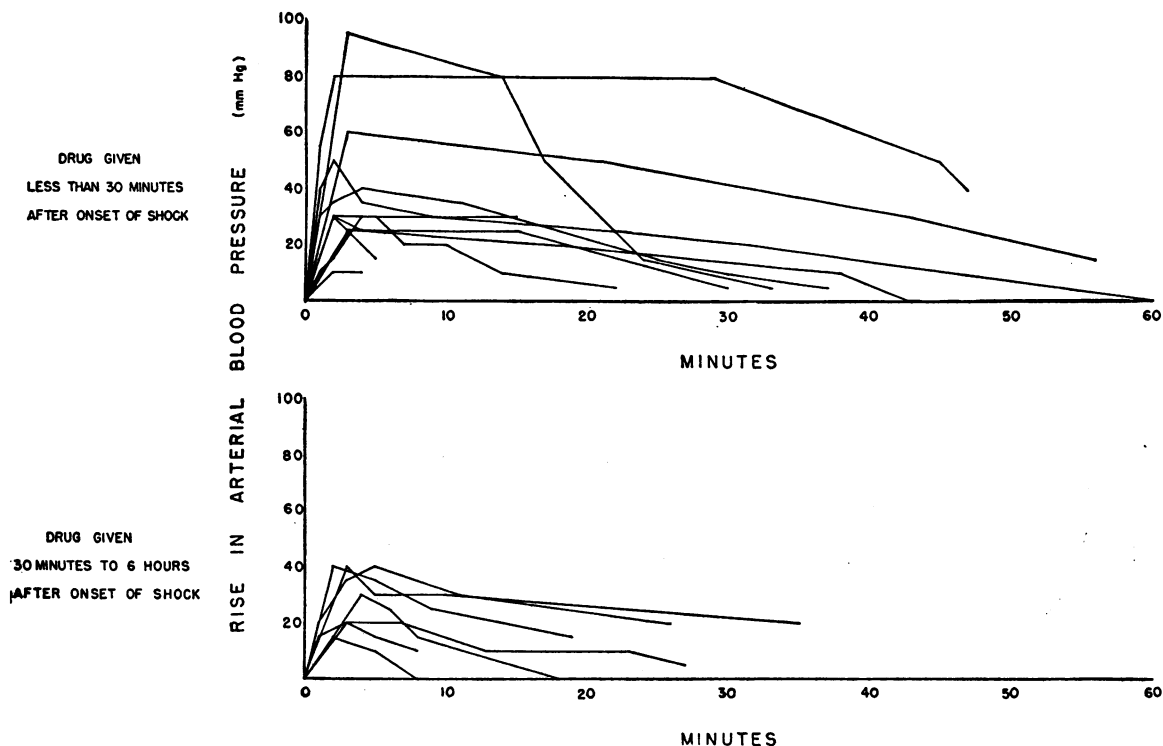 DRUG GIVEN
LESS THAN 30 MINUTES
AFTER ONSET OF SHOCK
RISE IN ARTERIAL BLOOD PRESSURE (mm Hg)
100
80
60
40
20
0 10 20 30 40 50 60
MINUTES
DRUG GIVEN
30 MINUTES TO 6 HOURS
AFTER ONSET OF SHOCK
100
80
60
40
20
0 10 20 30 40 50 60
MINUTES